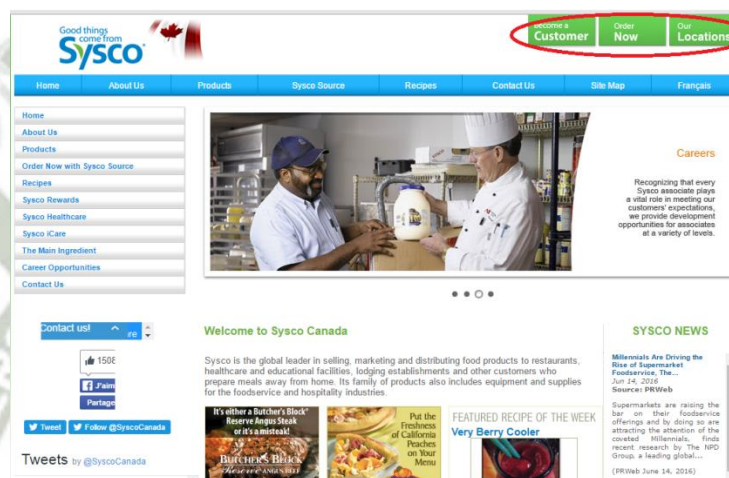 Good things
come from
Sysco
Become a
Customer
Order
Now
Our
Locations
Home About Us Products Sysco Source Recipes Contact Us Site Map Français
Home
About Us
Products
Order Now with Sysco Source
Recipes
Sysco Rewards
Sysco Healthcare
Sysco iCare
The Main Ingredient
Career Opportunities
Contact Us
Careers
Recognizing that every
Sysco associate plays
a vital role in meeting our
customers' expectations,
we provide development
opportunities for associates
at a variety of levels.
Contact us!
1508
J'aim
Partage
Tweet Follow @SyscoCanada
Tweets by @SyscoCanada
Welcome to Sysco Canada
Sysco is the global leader in selling, marketing and distributing food products to restaurants,
healthcare and educational facilities, lodging establishments and other customers who
prepare meals away from home. Its family of products also includes equipment and supplies
for the foodservice and hospitality industries.
It's either a Butcher's Block®
Reserve Angus Steak
or it's a misteak!
BUTCHER'S BLOCK
Reserve ANGUS BEEF
Put the
Freshness
of California
Peaches
on Your
Menu
FEATURED RECIPE OF THE WEEK
Very Berry Cooler
SYSCO NEWS
Millennials Are Driving the
Rise of Supermarket
Foodservice, The...
Jun 14, 2016
Source: PRWeb
Supermarkets are raising the
bar on their foodservice
offerings and by doing so are
attracting the attention of the
coveted Millennials, finds
recent research by The NPD
Group, a leading global...
(PRWeb June 14, 2016)